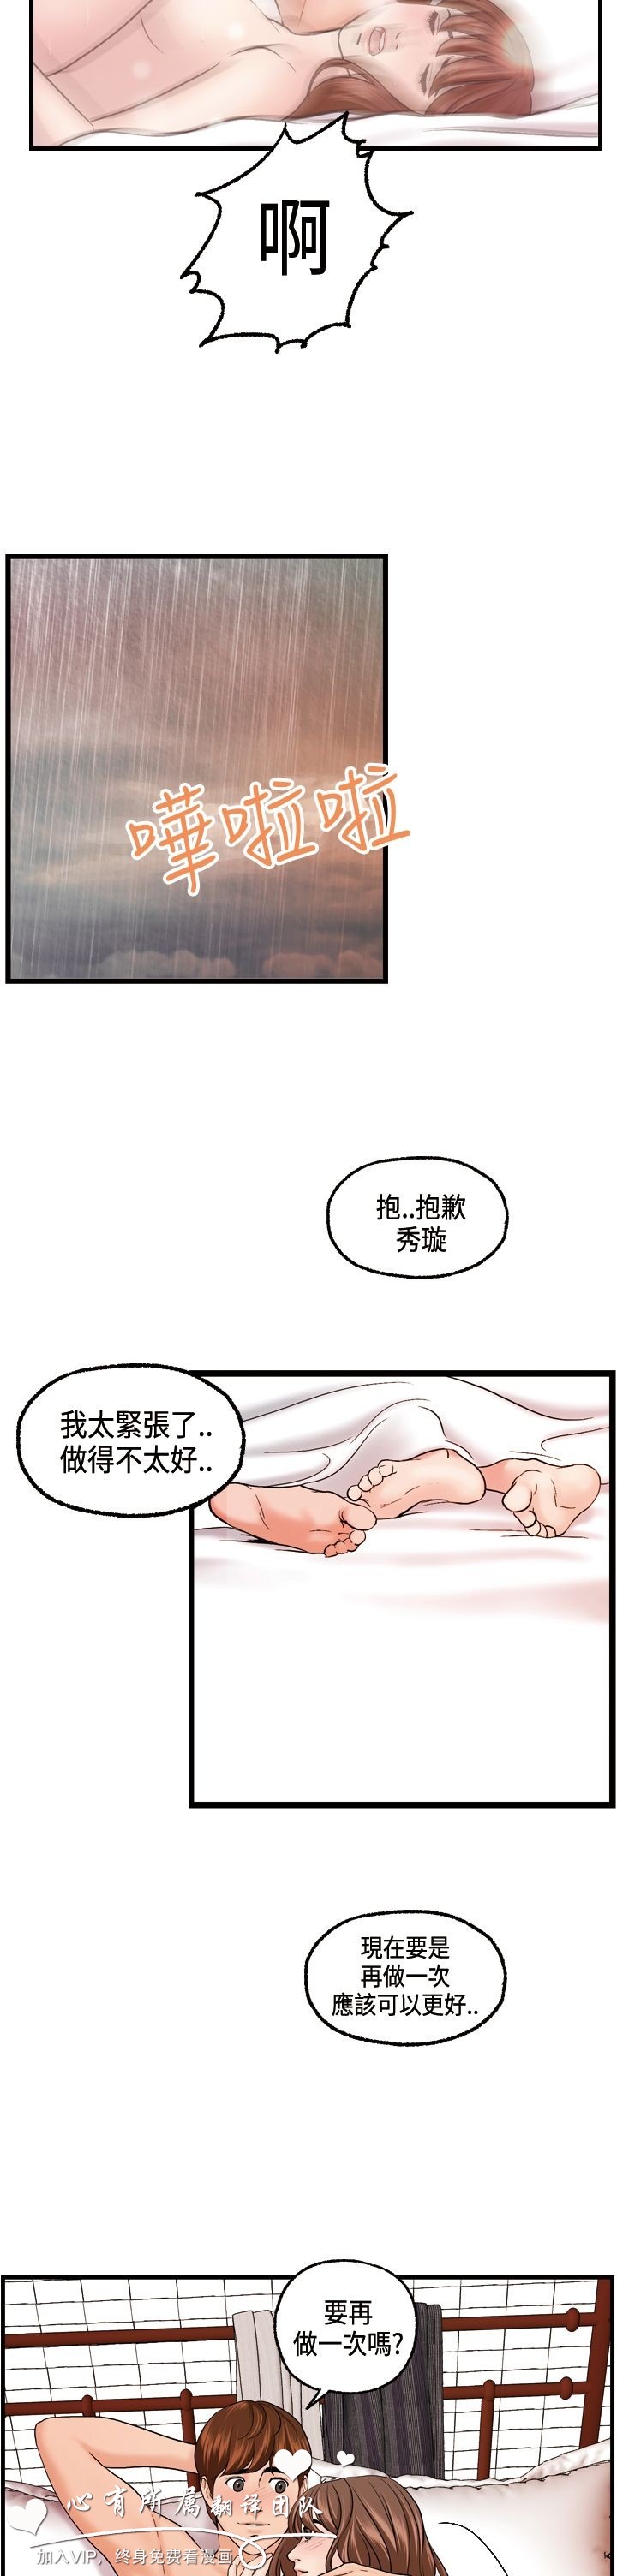 啊
嘩啦啦
抱..抱歉
秀璇
我太緊張了..
做得不太好..
現在要是
再做一次
應該可以更好..
要再
做一次嗎?
心有所属翻译团队
加入VIP，终身免费看漫画